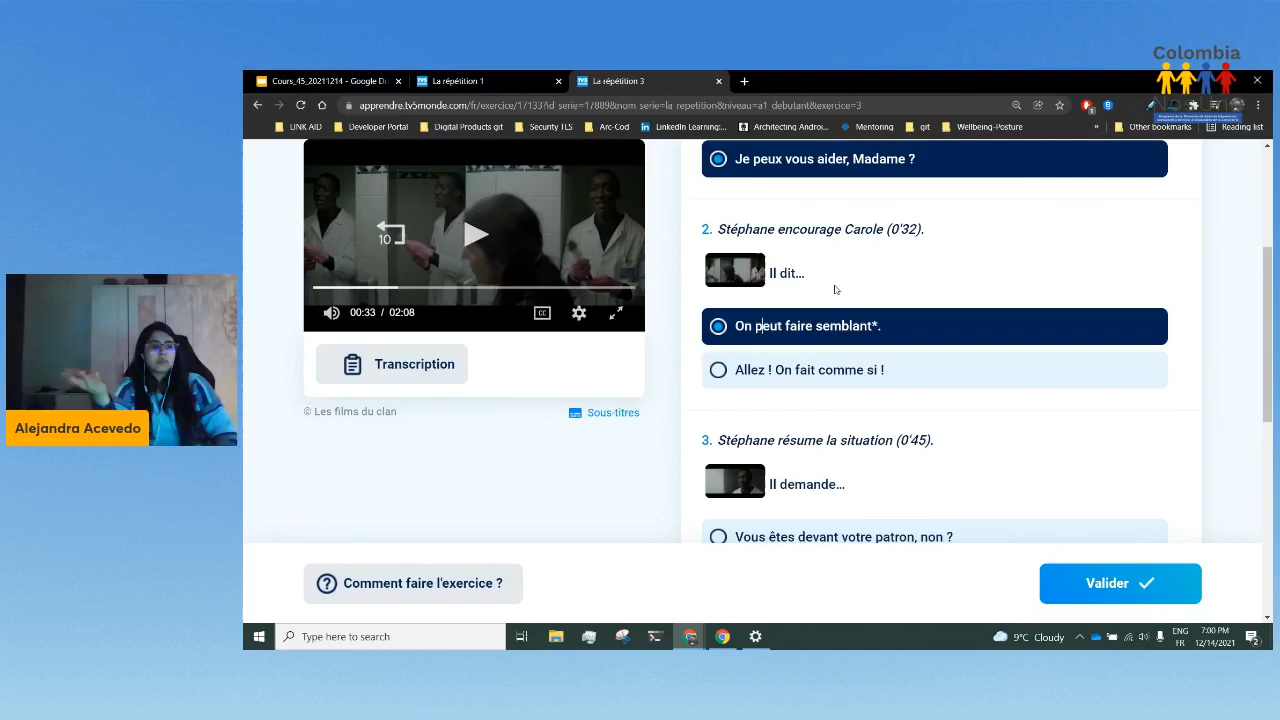 Colombia
Cours_45_20211214 - Google Dr
La répétition 1
La répétition 3
apprendre.tv5monde.com/fr/exercice/17133?id_serie=17889&nom_serie=la_repetition&niveau=a1_debutant&exercice=3
LINK AID
Developer Portal
Digital Products git
Security TLS
Arc-Cod
LinkedIn Learning:...
Architecting Androi...
Mentoring
git
Wellbeing-Posture
»
Other bookmarks
Reading list
Je peux vous aider, Madame ?
2. Stéphane encourage Carole (0'32).
Il dit...
10
00:33 / 02:08
CC
On peut faire semblant*.
Transcription
Allez ! On fait comme si !
© Les films du clan
Sous-titres
Alejandra Acevedo
3. Stéphane résume la situation (0'45).
Il demande...
Vous êtes devant votre patron, non ?
Comment faire l'exercice ?
Valider
Type here to search
9°C Cloudy
ENG
FR
7:00 PM
12/14/2021
2